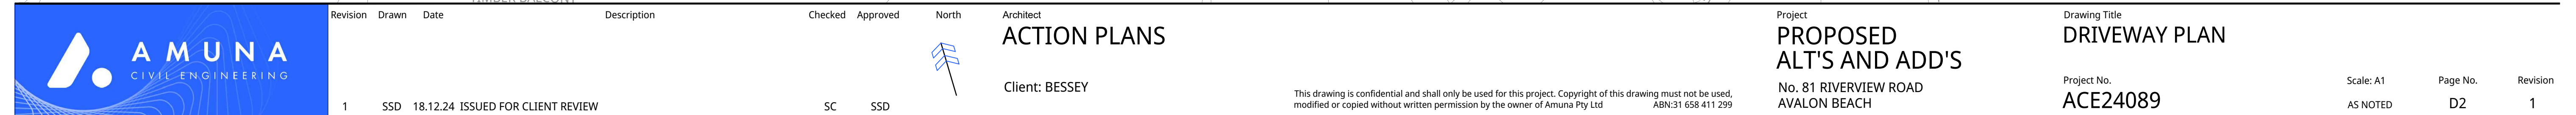 AMUNA
CIVIL ENGINEERING
Revision Drawn Date Description Checked Approved
1 SSD 18.12.24 ISSUED FOR CLIENT REVIEW SC SSD
North
Architect
ACTION PLANS
Client: BESSEY
This drawing is confidential and shall only be used for this project. Copyright of this drawing must not be used,
modified or copied without written permission by the owner of Amuna Pty Ltd ABN:31 658 411 299
Project
PROPOSED
ALT'S AND ADD'S
No. 81 RIVERVIEW ROAD
AVALON BEACH
Drawing Title
DRIVEWAY PLAN
Project No.
ACE24089
Scale: A1
AS NOTED
Page No.
D2
Revision
1